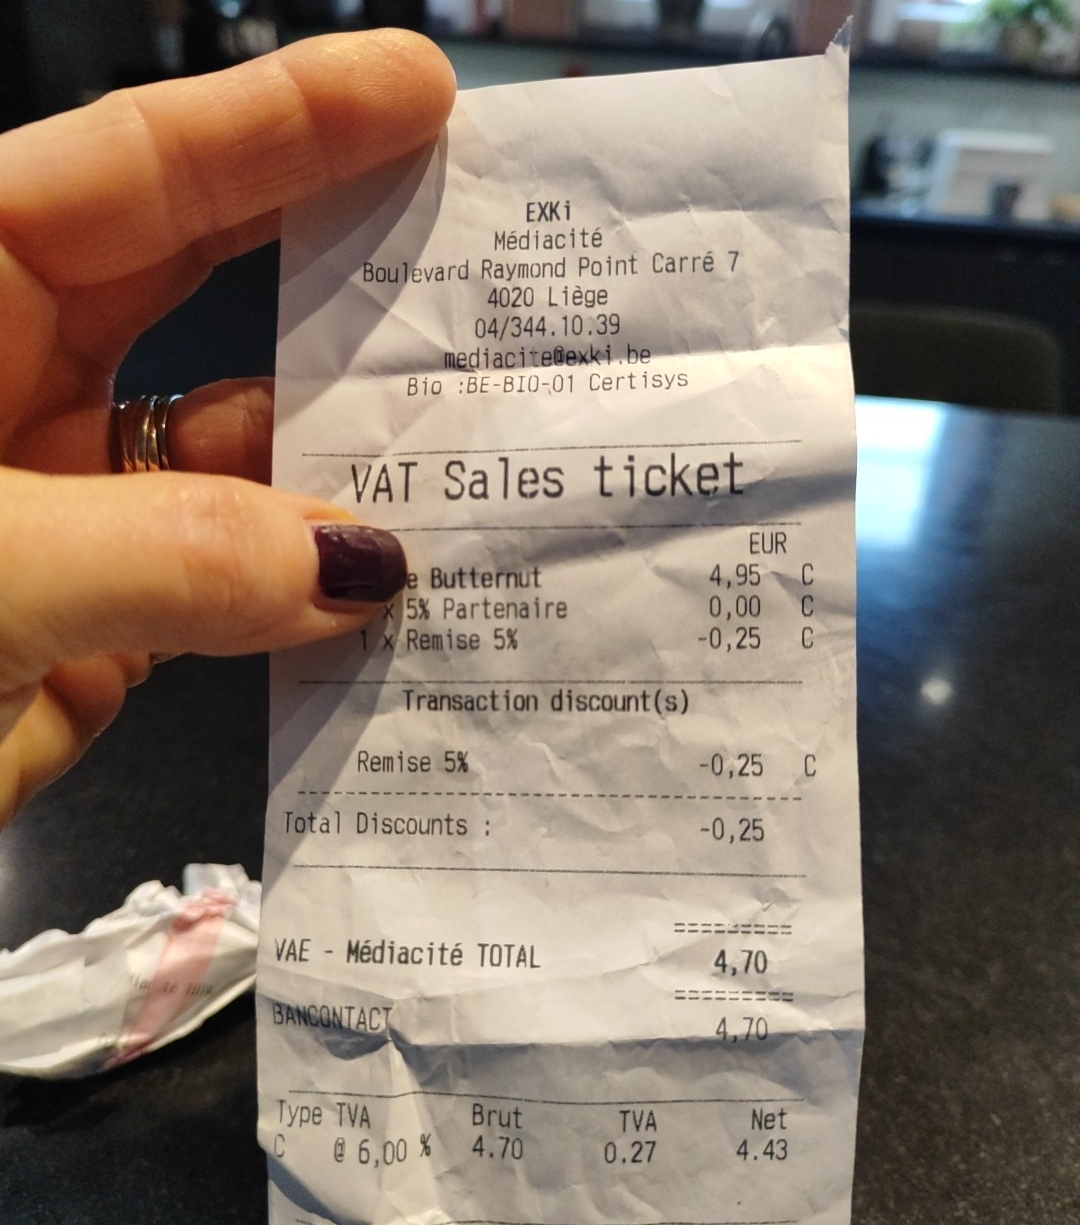 EXKi
Médiacité
Boulevard Raymond Point Carré 7
4020 Liège
04/344.10.39
mediacite@exki.be
Bio :BE-BIO-01 Certisys
VAT Sales ticket
EUR
e Butternut 4,95 C
x 5% Partenaire 0,00 C
1 x Remise 5% -0,25 C
Transaction discount(s)
Remise 5% -0,25 C
Total Discounts : -0,25
=========
VAE - Médiacité TOTAL 4,70
=========
BANCONTACT 4,70
Type TVA Brut TVA Net
C @ 6,00 % 4.70 0.27 4.43